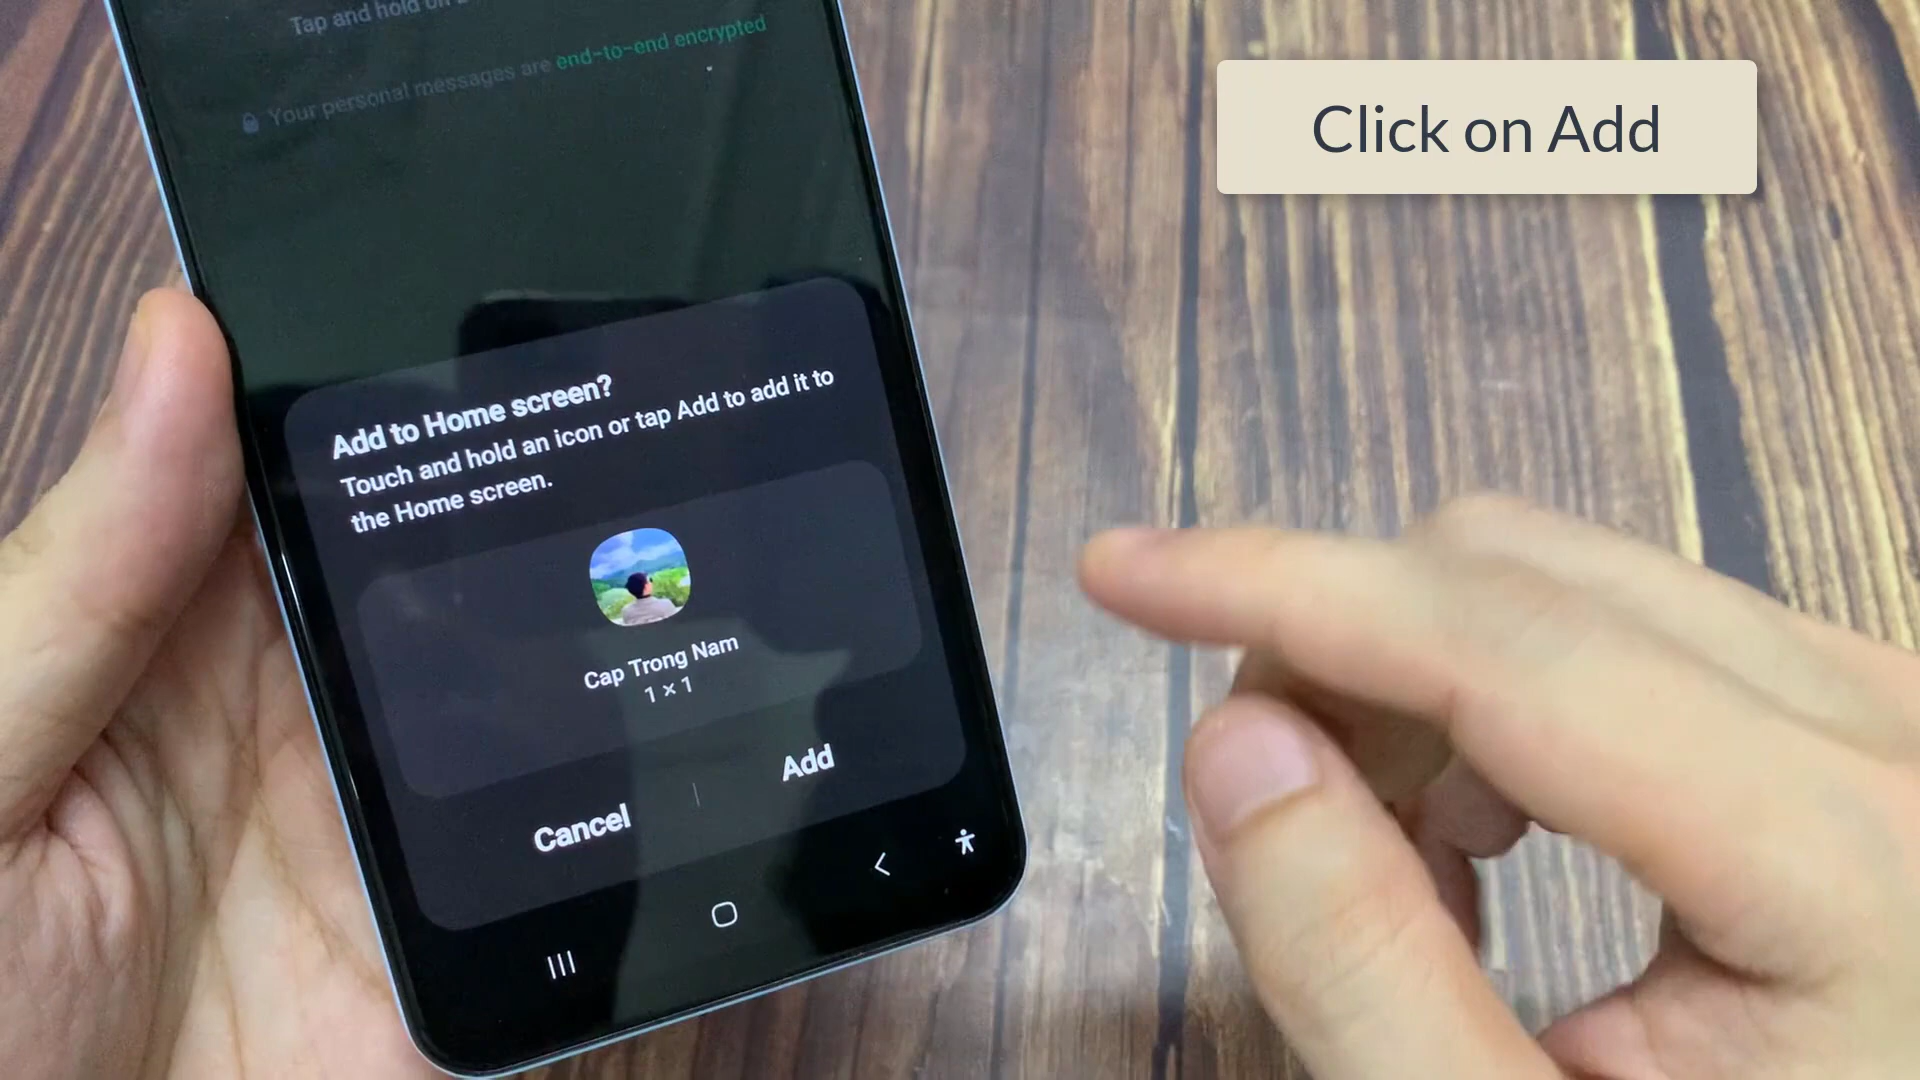 Tap and hold on
Your personal messages are end-to-end encrypted
Click on Add
Add to Home screen?
Touch and hold an icon or tap Add to add it to
the Home screen.
Cap Trong Nam
1 × 1
Cancel
Add